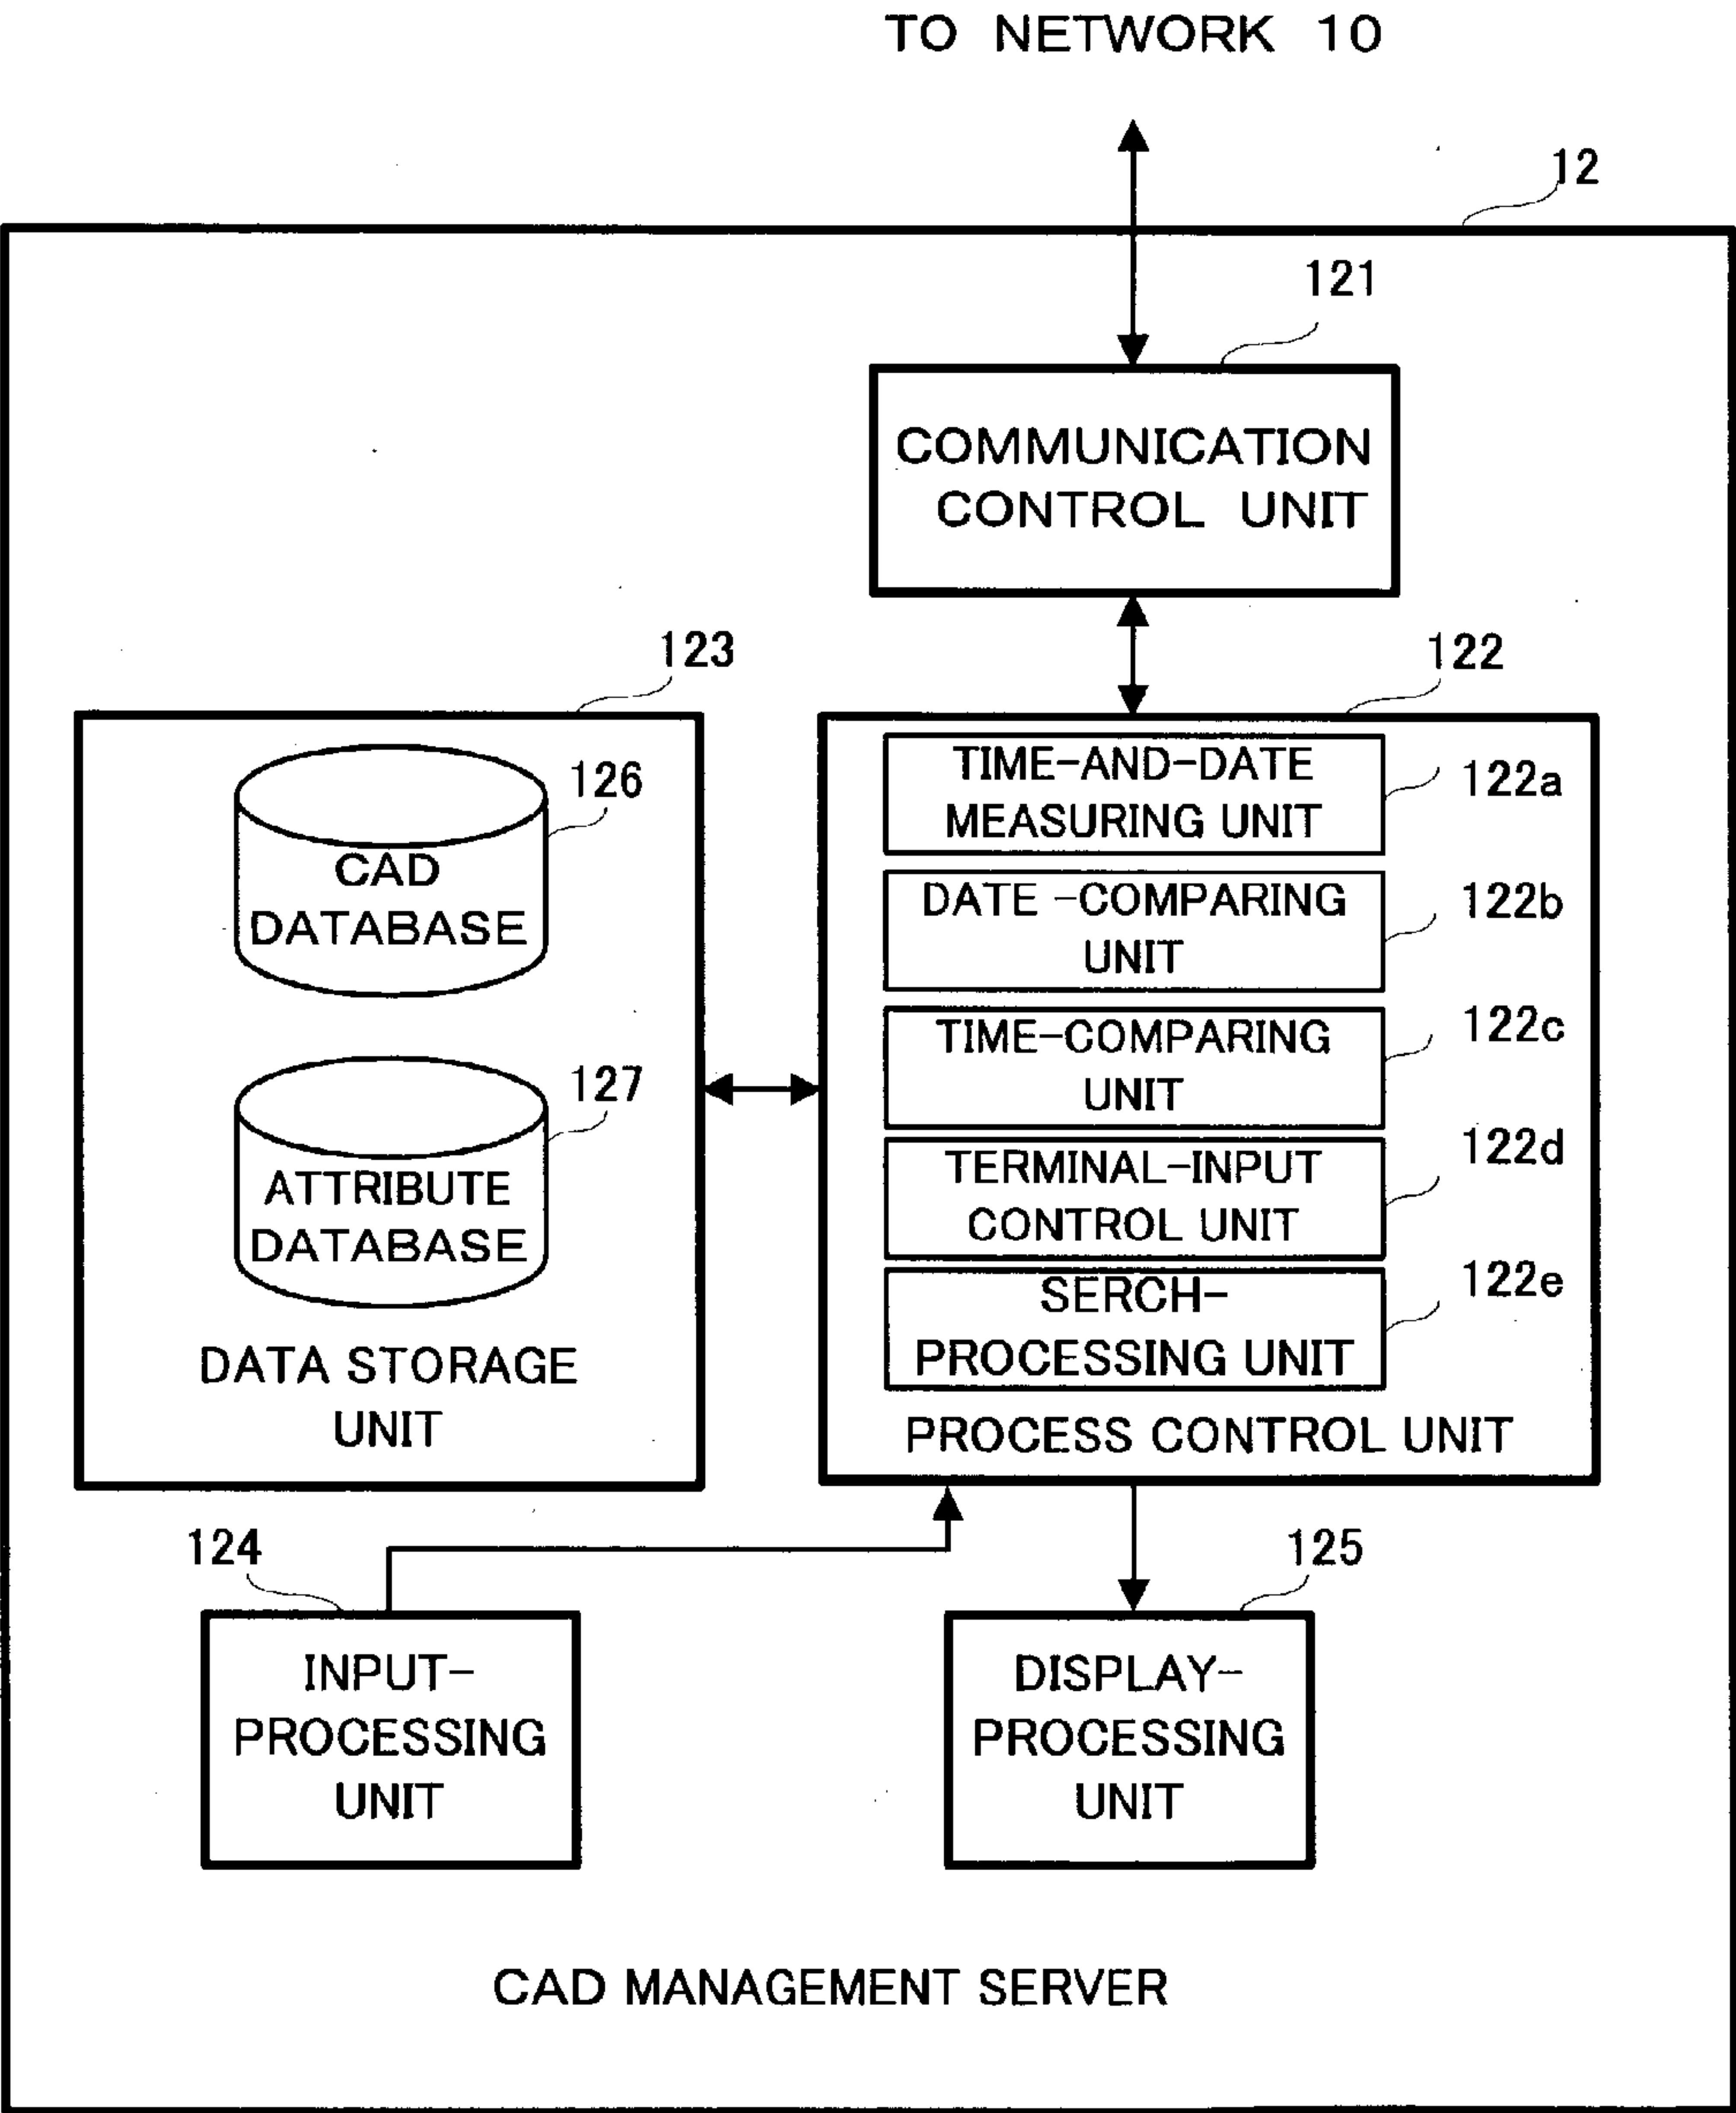 TO NETWORK 10
12
121
COMMUNICATION
CONTROL UNIT
123
122
126
CAD
DATABASE
127
ATTRIBUTE
DATABASE
DATA STORAGE
UNIT
TIME-AND-DATE
MEASURING UNIT
122a
DATE -COMPARING
UNIT
122b
TIME-COMPARING
UNIT
122c
TERMINAL-INPUT
CONTROL UNIT
122d
SERCH-
PROCESSING UNIT
122e
PROCESS CONTROL UNIT
124
INPUT-
PROCESSING
UNIT
125
DISPLAY-
PROCESSING
UNIT
CAD MANAGEMENT SERVER